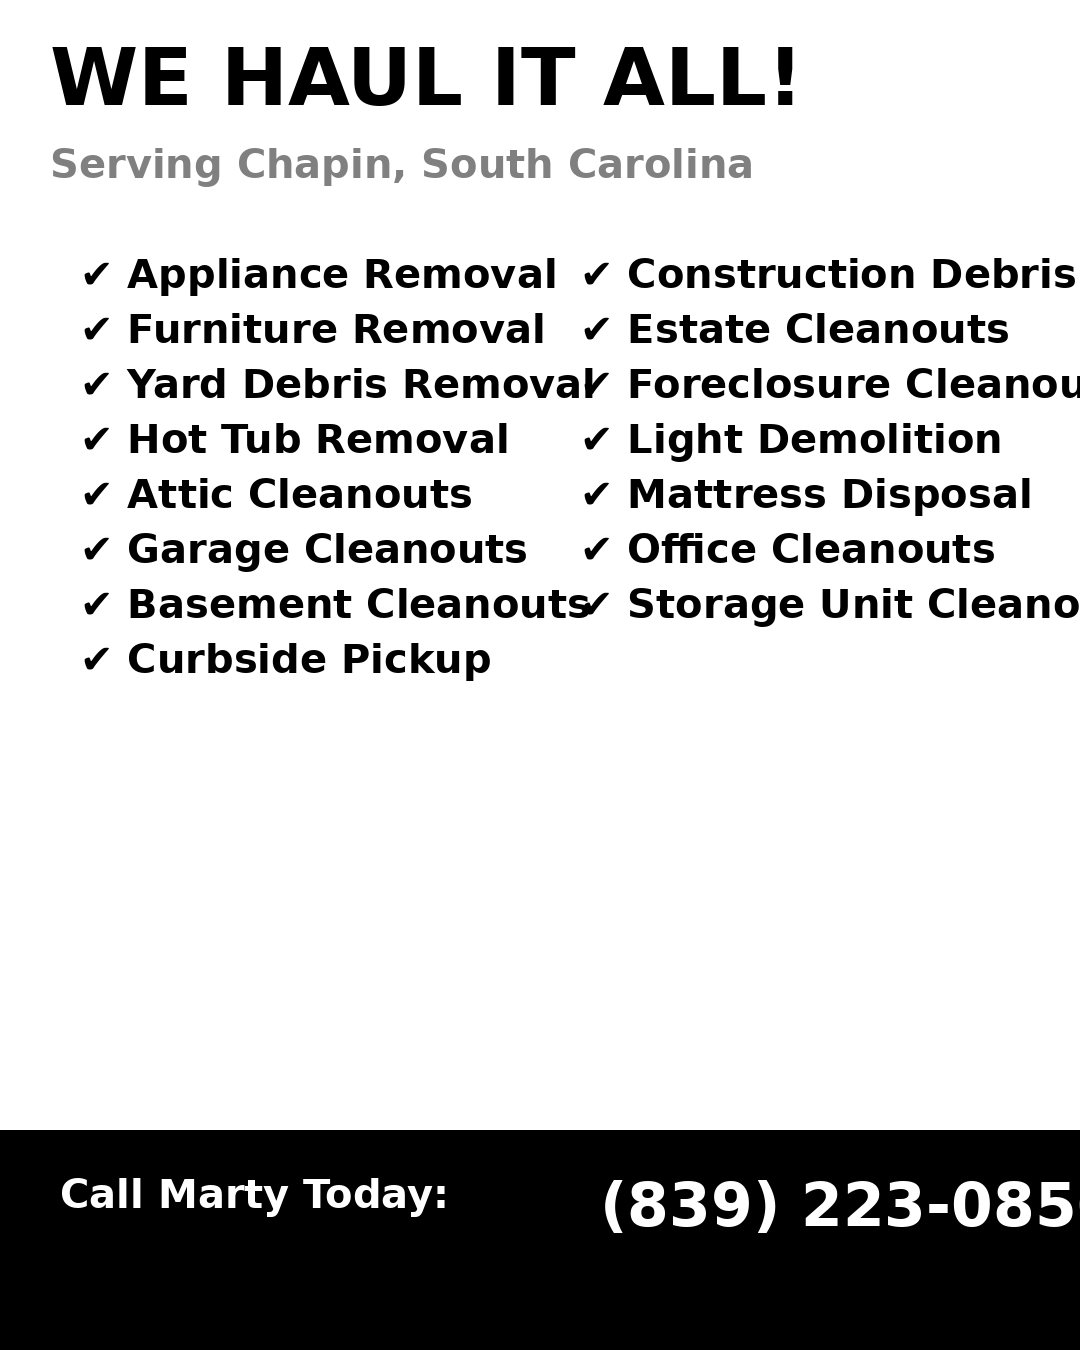 WE HAUL IT ALL!
Serving Chapin, South Carolina
✔ Appliance Removal
✔ Furniture Removal
✔ Yard Debris Removal
✔ Hot Tub Removal
✔ Attic Cleanouts
✔ Garage Cleanouts
✔ Basement Cleanouts
✔ Curbside Pickup
✔ Construction Debris
✔ Estate Cleanouts
✔ Foreclosure Cleanou
✔ Light Demolition
✔ Mattress Disposal
✔ Office Cleanouts
✔ Storage Unit Cleano
Call Marty Today:
(839) 223-085